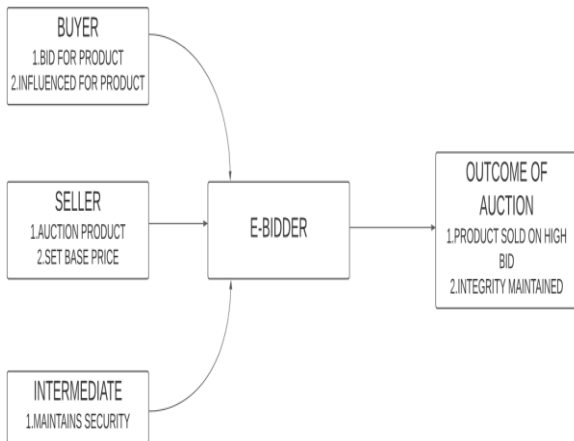 BUYER
1.BID FOR PRODUCT
2.INFLUENCED FOR PRODUCT
SELLER
1.AUCTION PRODUCT
2.SET BASE PRICE
INTERMEDIATE
1.MAINTAINS SECURITY
E-BIDDER
OUTCOME OF
AUCTION
1.PRODUCT SOLD ON HIGH
BID
2.INTEGRITY MAINTAINED